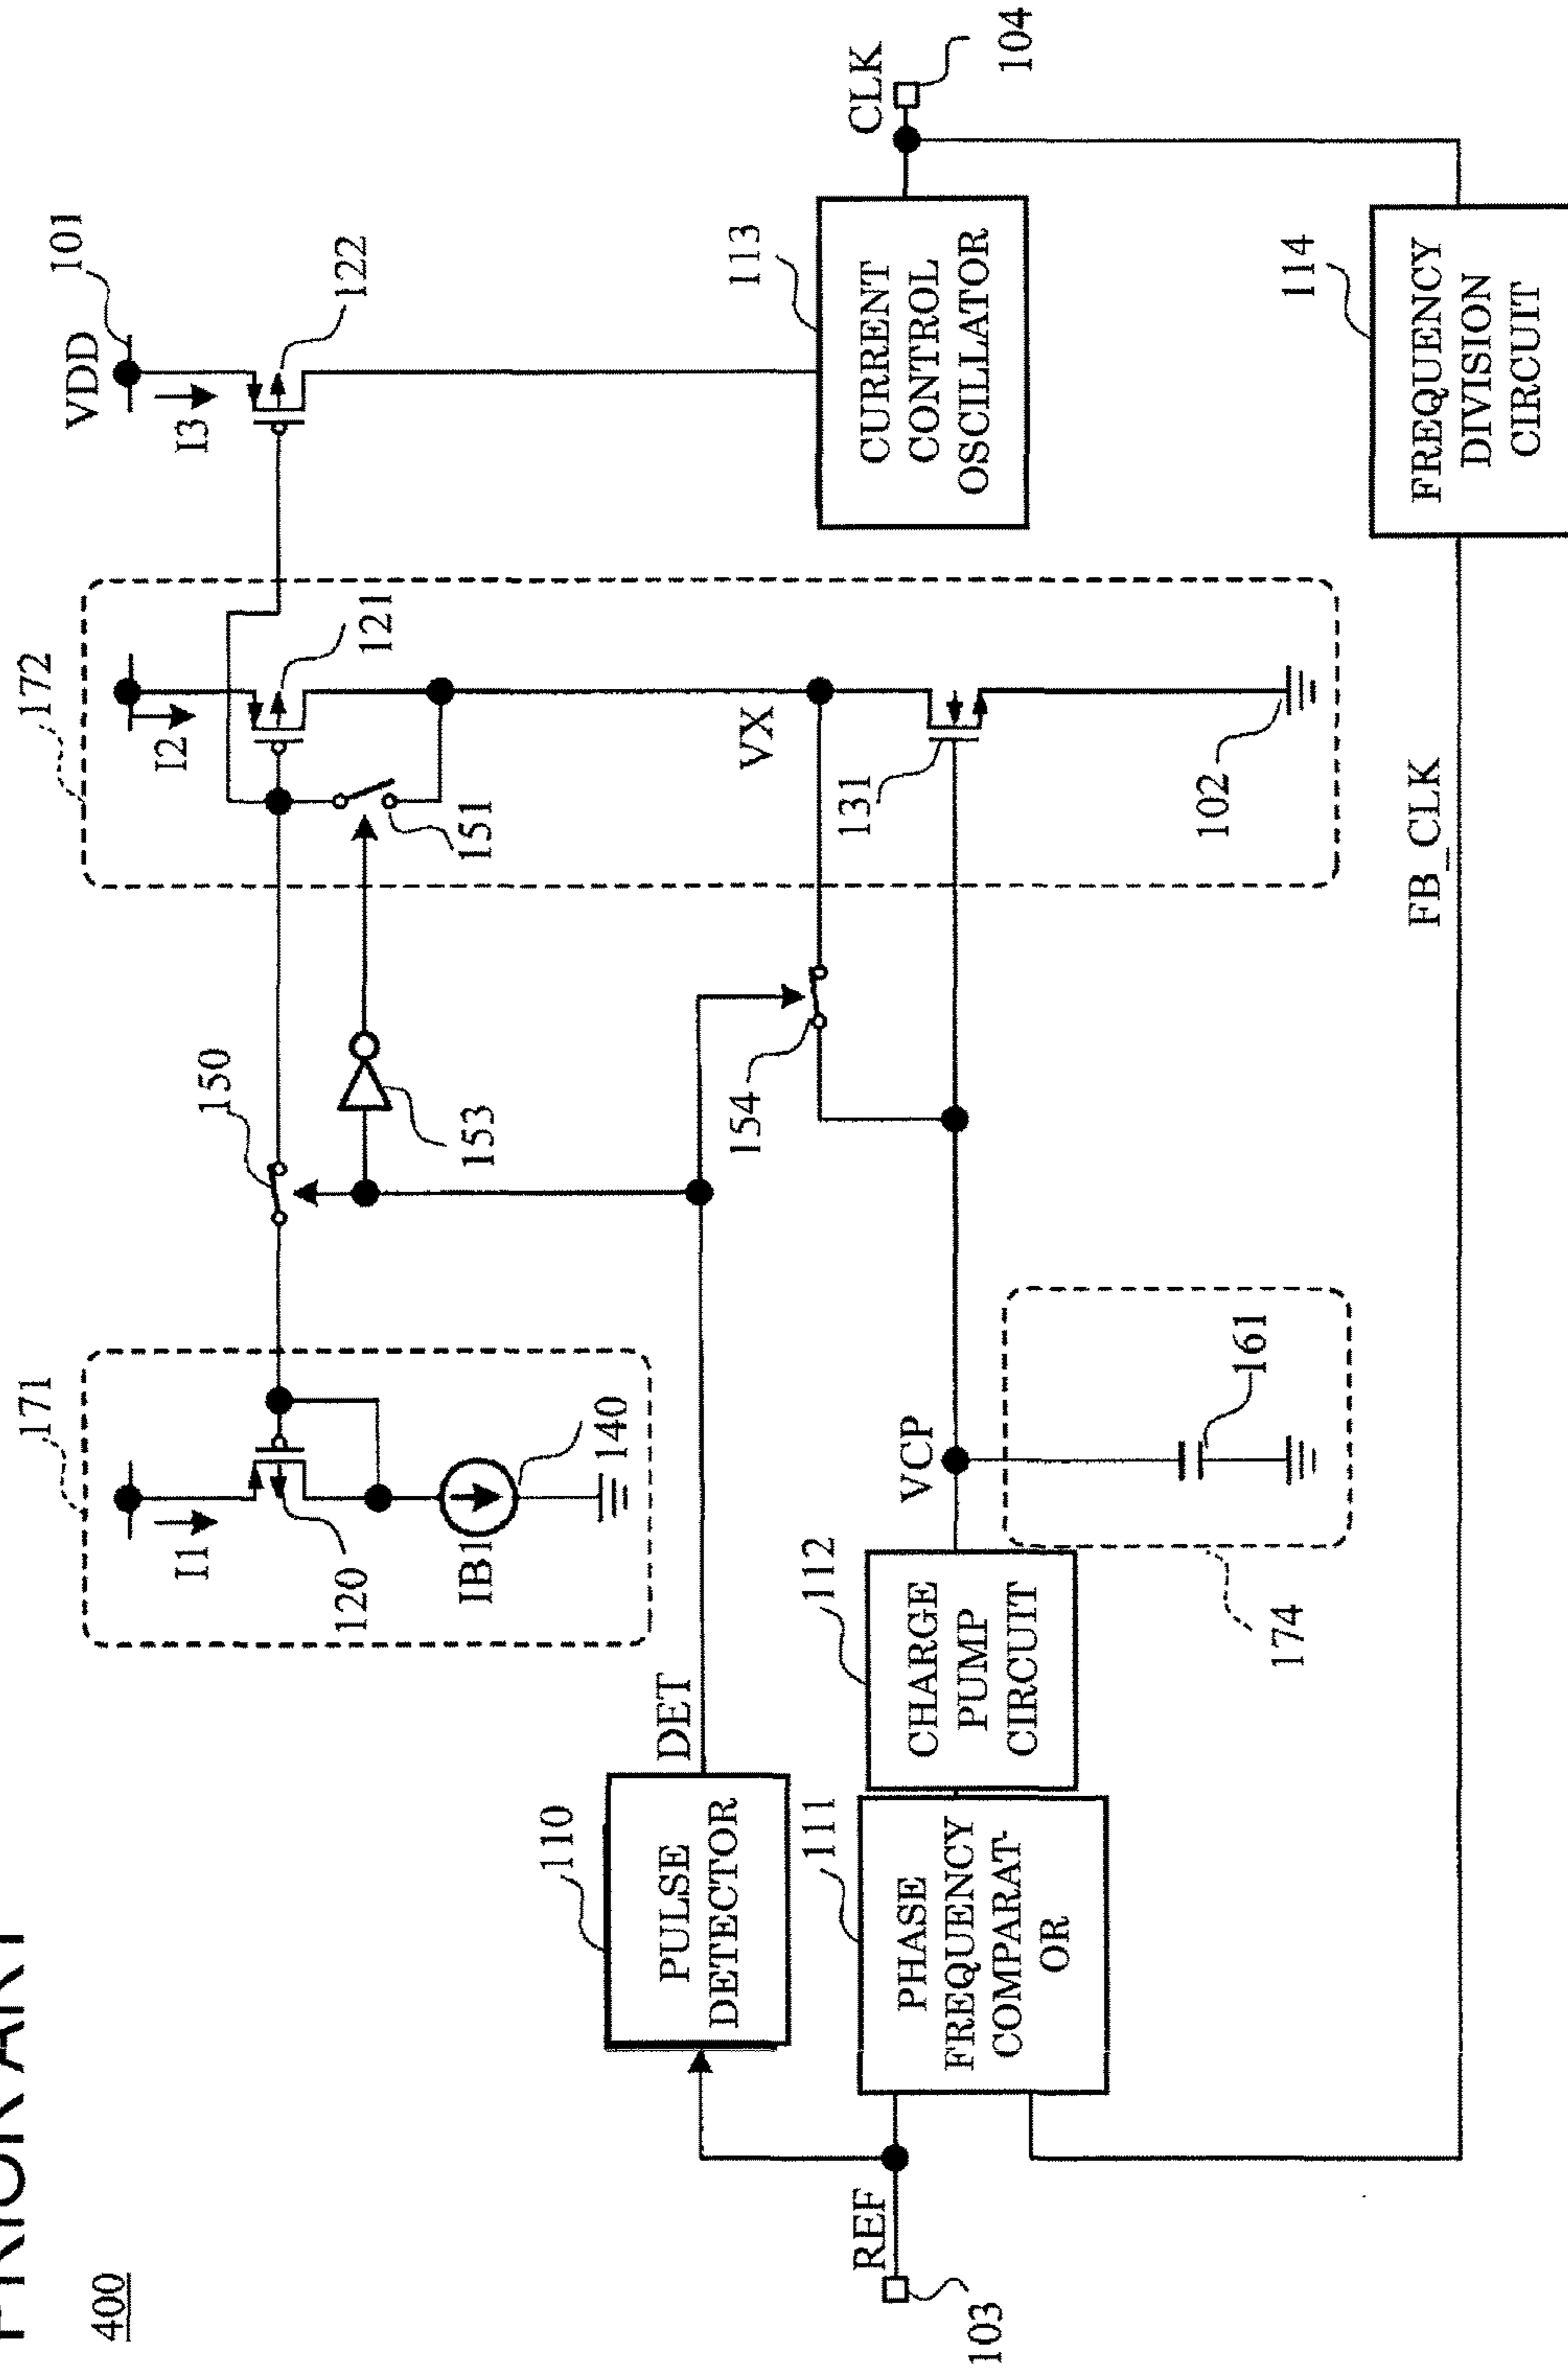 PRIOR ART
400
VDD
101
I3
122
172
I2
121
151
VX
131
102
150
153
154
171
I1
120
IB1
140
DET
110
PULSE
DETECTOR
111
PHASE
FREQUENCY
COMPARAT-
OR
112
CHARGE
PUMP
CIRCUIT
VCP
161
174
113
CURRENT
CONTROL
OSCILLATOR
CLK
104
114
FREQUENCY
DIVISION
CIRCUIT
FB_CLK
REF
103